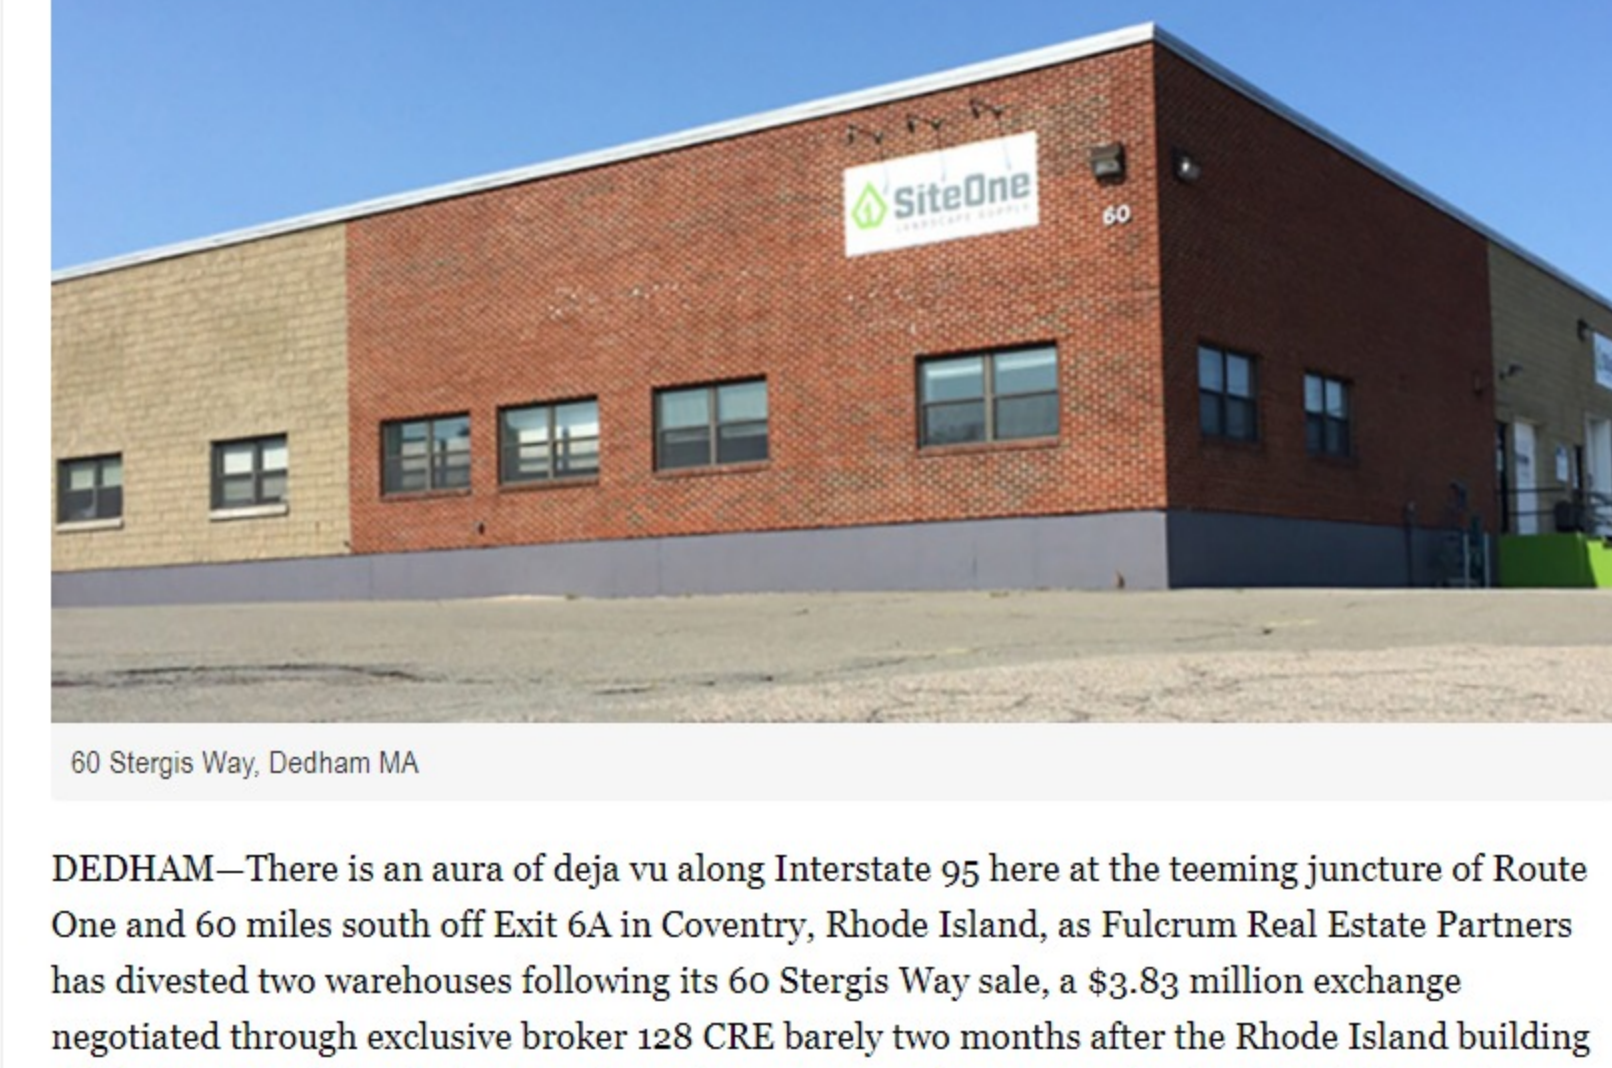 SiteOne
LANDSCAPE SUPPLY
60
60 Stergis Way, Dedham MA
DEDHAM—There is an aura of deja vu along Interstate 95 here at the teeming juncture of Route
One and 60 miles south off Exit 6A in Coventry, Rhode Island, as Fulcrum Real Estate Partners
has divested two warehouses following its 60 Stergis Way sale, a $3.83 million exchange
negotiated through exclusive broker 128 CRE barely two months after the Rhode Island building